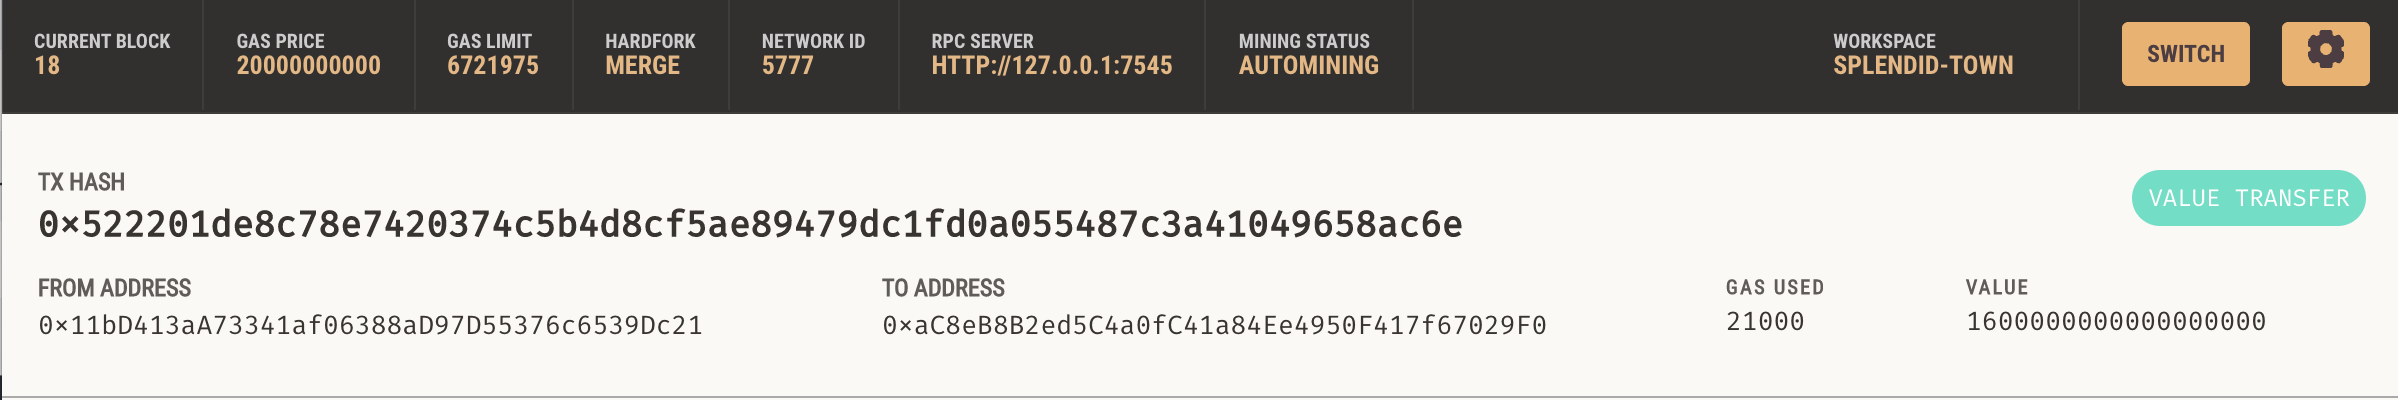 CURRENT BLOCK GAS PRICE GAS LIMIT HARDFORK NETWORK ID RPC SERVER MINING STATUS WORKSPACE
18 20000000000 6721975 MERGE 5777 HTTP://127.0.0.1:7545 AUTOMINING SPLENDID-TOWN SWITCH
TX HASH
0×522201de8c78e7420374c5b4d8cf5ae89479dc1fd0a055487c3a41049658ac6e VALUE TRANSFER
FROM ADDRESS TO ADDRESS GAS USED VALUE
0×11bD413aA73341af06388aD97D55376c6539Dc21 0×aC8eB8B2ed5C4a0fC41a84Ee4950F417f67029F0 21000 1600000000000000000